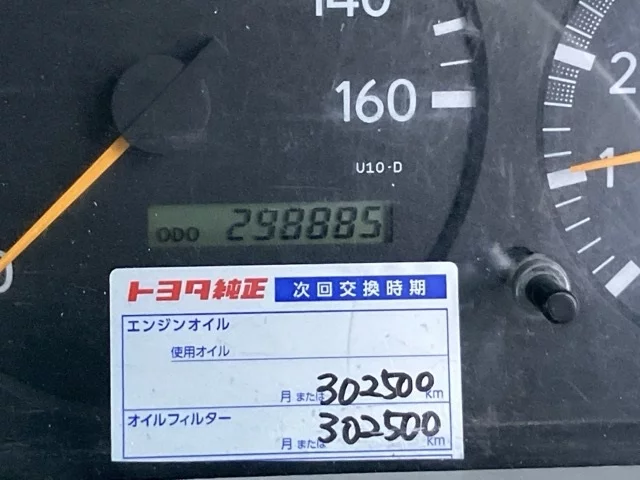 140
160
2
1
U10-D
0
ODO 298885
トヨタ純正 次回交換時期
エンジンオイル
使用オイル
月 または 302500 km
オイルフィルター
月 または 302500 km